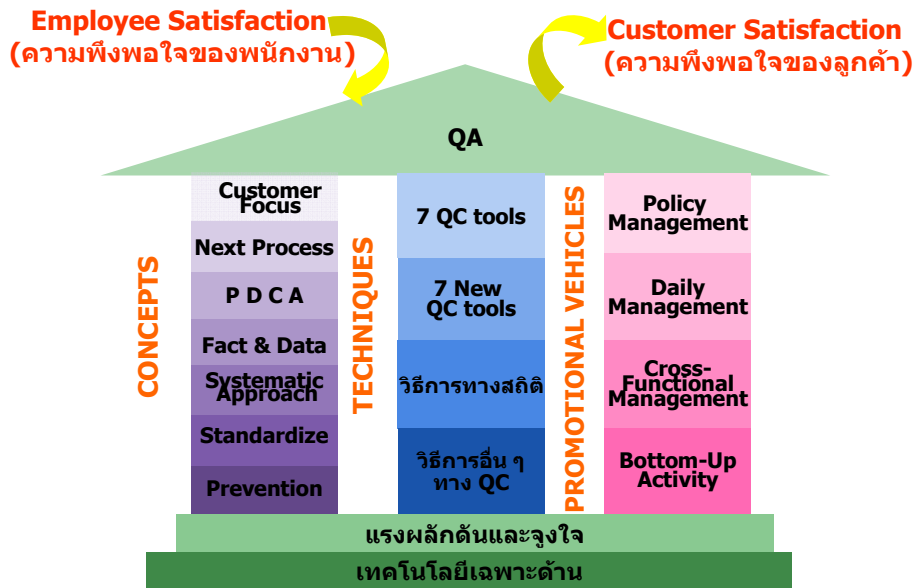 Employee Satisfaction
(ความพึงพอใจของพนักงาน)
Customer Satisfaction
(ความพึงพอใจของลูกค้า)
QA
CONCEPTS
Customer
Focus
Next Process
P D C A
Fact & Data
Systematic
Approach
Standardize
Prevention
TECHNIQUES
7 QC tools
7 New
QC tools
วิธีการทางสถิติ
วิธีการอื่น ๆ
ทาง QC
PROMOTIONAL VEHICLES
Policy
Management
Daily
Management
Cross-
Functional
Management
Bottom-Up
Activity
แรงผลักดันและจูงใจ
เทคโนโลยีเฉพาะด้าน